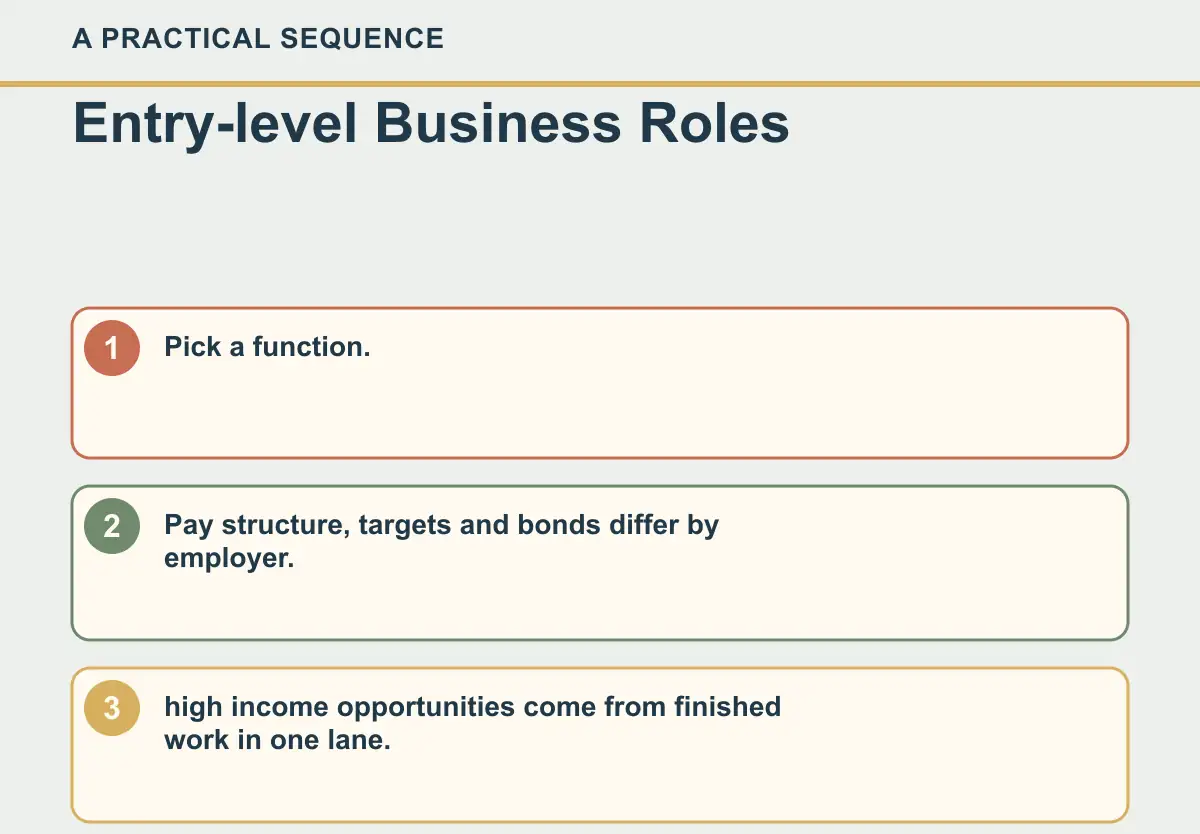 A PRACTICAL SEQUENCE
Entry-level Business Roles
1
Pick a function.
2
Pay structure, targets and bonds differ by
employer.
3
high income opportunities come from finished
work in one lane.